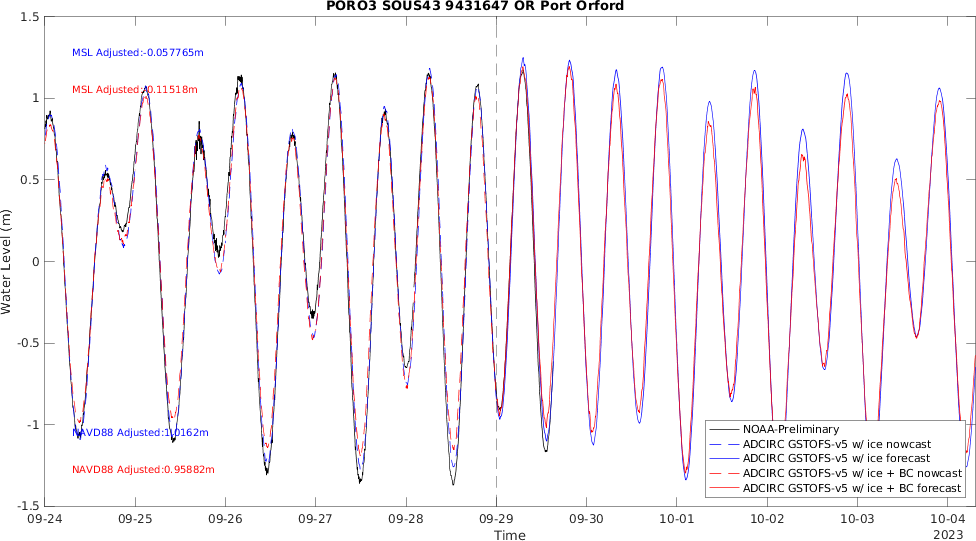 PORO3 SOUS43 9431647 OR Port Orford
1.5
1
0.5
0
-0.5
-1
-1.5
Water Level (m)
MSL Adjusted:-0.057765m
MSL Adjusted:-0.11518m
NAVD88 Adjusted:1.0162m
NAVD88 Adjusted:0.95882m
NOAA-Preliminary
ADCIRC GSTOFS-v5 w/ ice nowcast
ADCIRC GSTOFS-v5 w/ ice forecast
ADCIRC GSTOFS-v5 w/ ice + BC nowcast
ADCIRC GSTOFS-v5 w/ ice + BC forecast
09-24 09-25 09-26 09-27 09-28 09-29 09-30 10-01 10-02 10-03 10-04
Time
2023